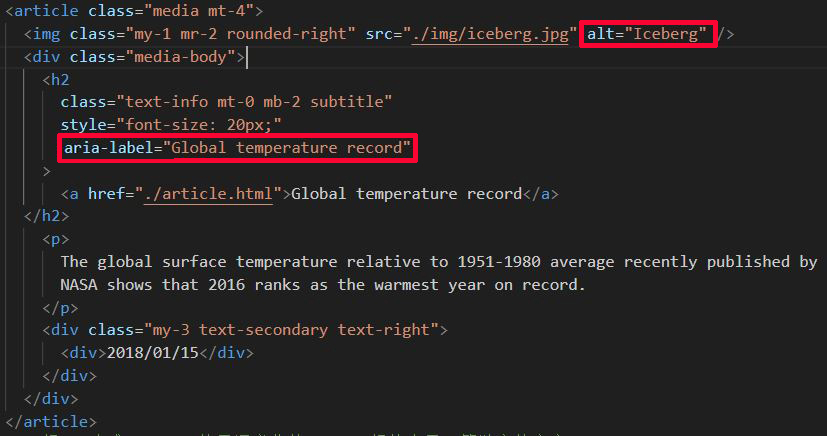 <article class="media mt-4">
<img class="my-1 mr-2 rounded-right" src="./img/iceberg.jpg" alt="Iceberg" />
<div class="media-body">
<h2
class="text-info mt-0 mb-2 subtitle"
style="font-size: 20px;"
aria-label="Global temperature record"
>
<a href="./article.html">Global temperature record</a>
</h2>
<p>
The global surface temperature relative to 1951-1980 average recently published by
NASA shows that 2016 ranks as the warmest year on record.
</p>
<div class="my-3 text-secondary text-right">
<div>2018/01/15</div>
</div>
</div>
</article>